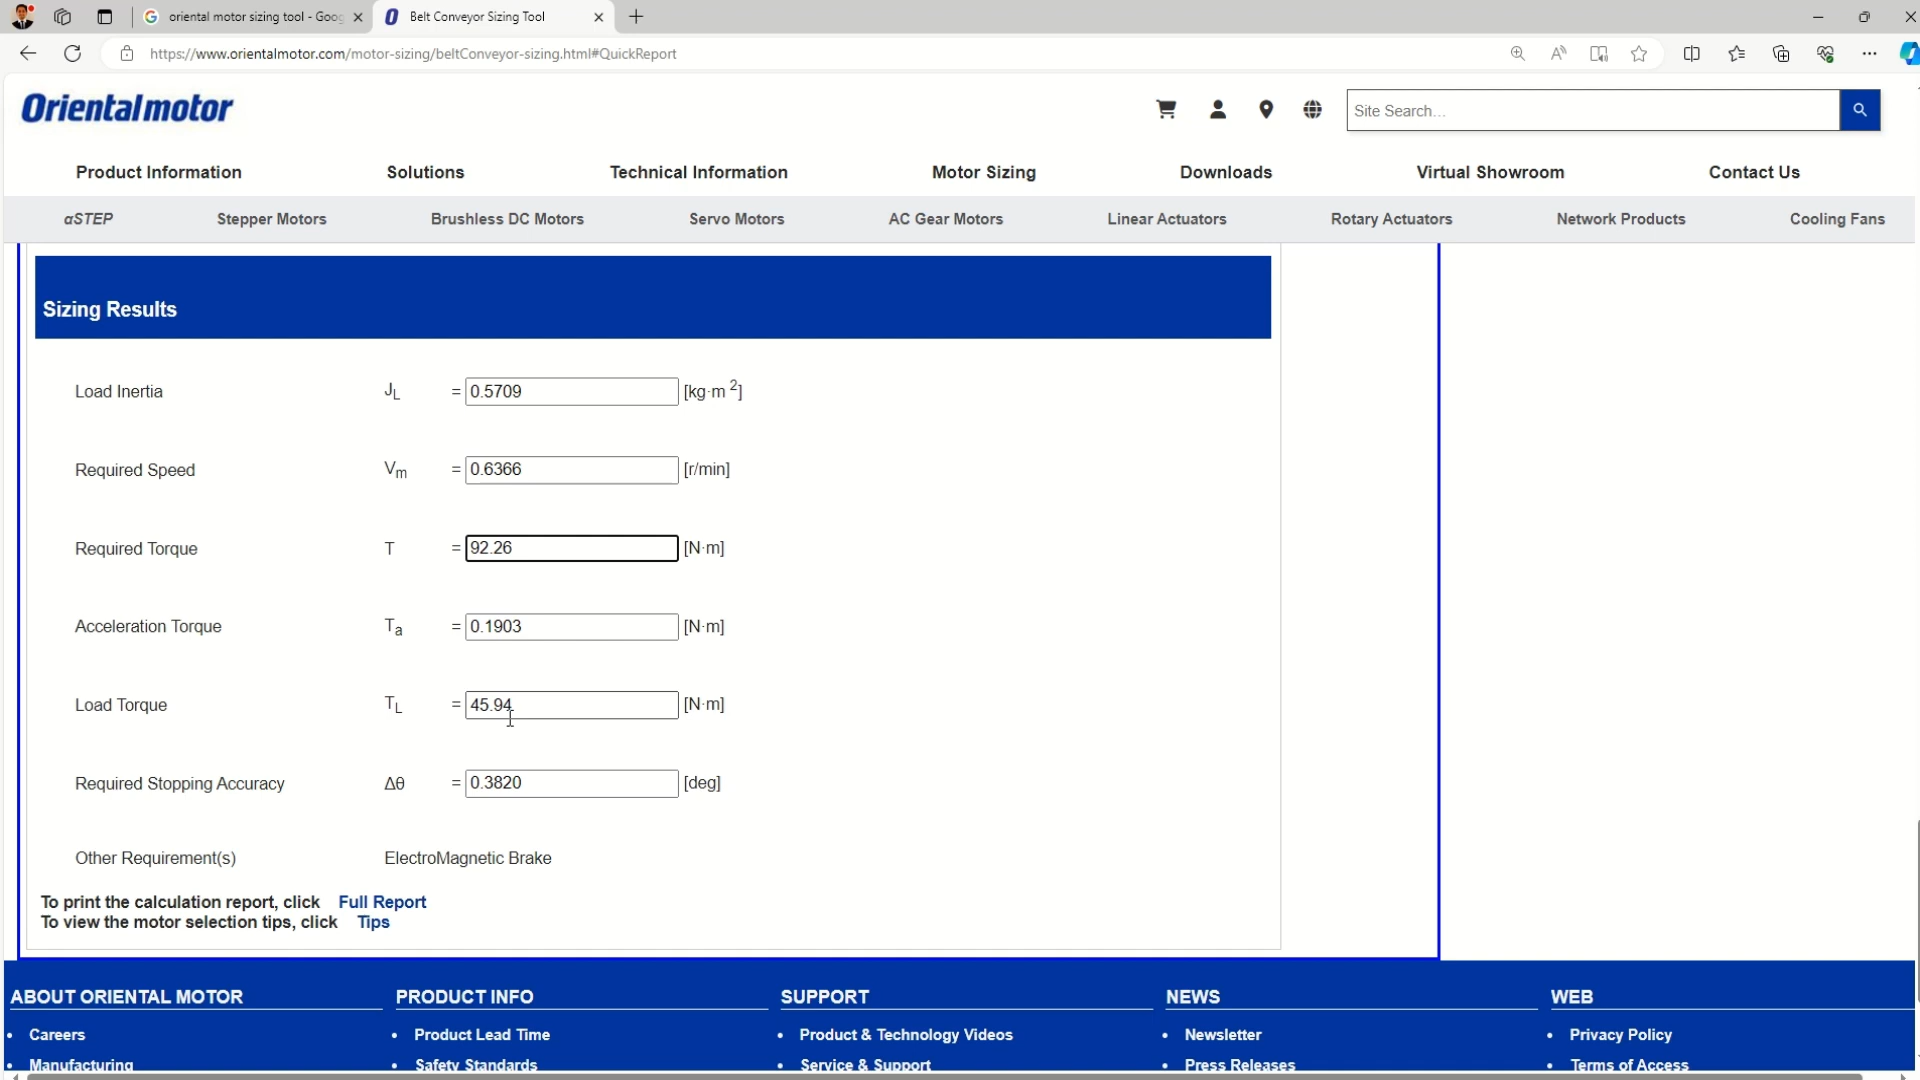 oriental motor sizing tool - Goog
Belt Conveyor Sizing Tool
https://www.orientalmotor.com/motor-sizing/beltConveyor-sizing.html#QuickReport
Orientalmotor
Site Search...
Product Information
Solutions
Technical Information
Motor Sizing
Downloads
Virtual Showroom
Contact Us
αSTEP
Stepper Motors
Brushless DC Motors
Servo Motors
AC Gear Motors
Linear Actuators
Rotary Actuators
Network Products
Cooling Fans
Sizing Results
Load Inertia JL = 0.5709 [kg·m 2]
Required Speed Vm = 0.6366 [r/min]
Required Torque T = 92.26 [N·m]
Acceleration Torque Ta = 0.1903 [N·m]
Load Torque TL = 45.94 [N·m]
Required Stopping Accuracy Δθ = 0.3820 [deg]
Other Requirement(s) ElectroMagnetic Brake
To print the calculation report, click Full Report
To view the motor selection tips, click Tips
ABOUT ORIENTAL MOTOR
Careers
Manufacturing
PRODUCT INFO
Product Lead Time
Safety Standards
SUPPORT
Product & Technology Videos
Service & Support
NEWS
Newsletter
Press Releases
WEB
Privacy Policy
Terms of Access